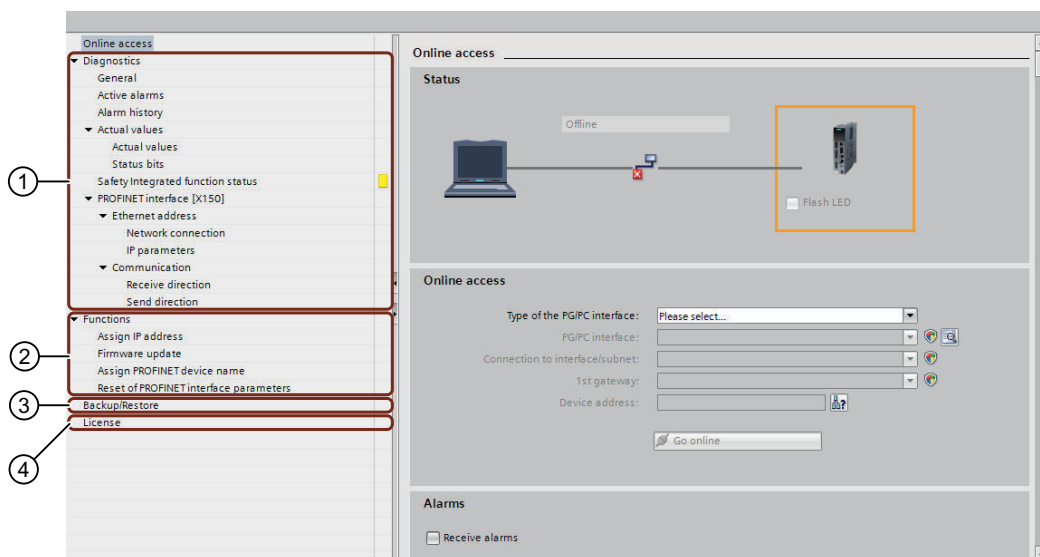 Online access
Diagnostics
General
Active alarms
Alarm history
Actual values
Actual values
Status bits
Safety Integrated function status
PROFINET interface [X150]
Ethernet address
Network connection
IP parameters
Communication
Receive direction
Send direction
Functions
Assign IP address
Firmware update
Assign PROFINET device name
Reset of PROFINET interface parameters
Backup/Restore
License
1
2
3
4
Online access
Status
Offline
Flash LED
Online access
Type of the PG/PC interface: Please select...
PG/PC interface:
Connection to interface/subnet:
1st gateway:
Device address:
?
Go online
Alarms
Receive alarms